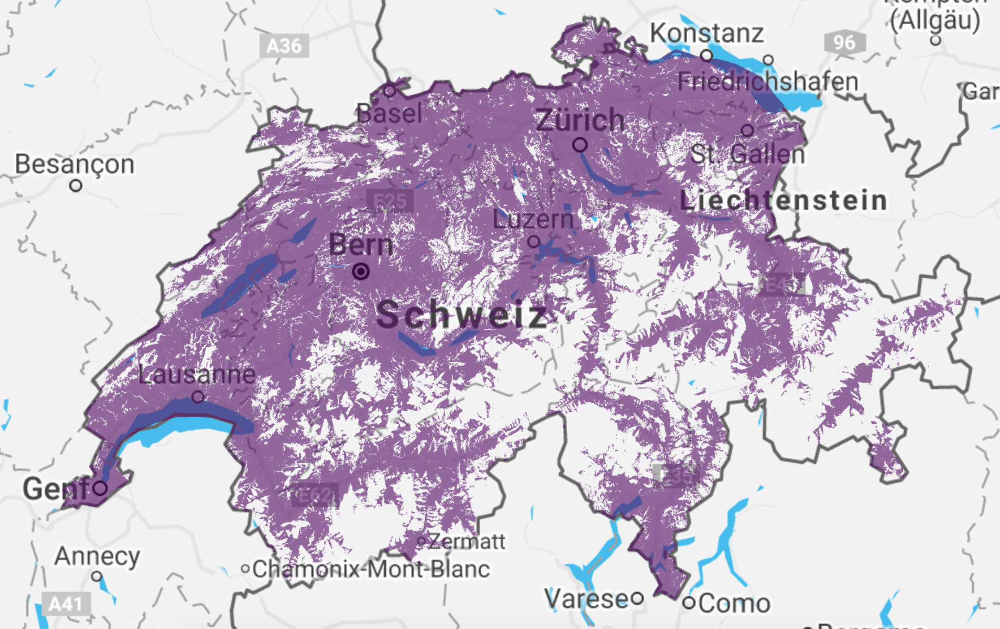 (Allgäu)
Konstanz
A36
96
Friedrichshafen
Gar
Basel
Zürich
St. Gallen
Besançon
E25
Liechtenstein
Luzern
Bern
Schweiz
Lausanne
E35
Genf
E62
Zermatt
Annecy
Chamonix-Mont-Blanc
A41
Varese
Como